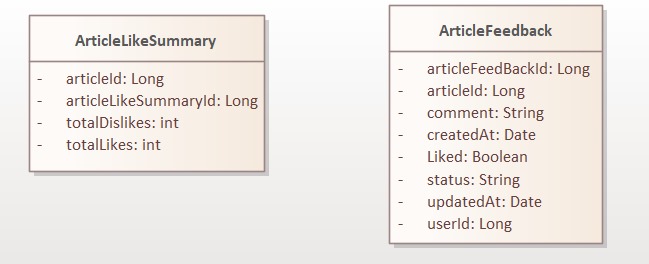 ArticleLikeSummary
- articleId: Long
- articleLikeSummaryId: Long
- totalDislikes: int
- totalLikes: int
ArticleFeedback
- articleFeedBackId: Long
- articleId: Long
- comment: String
- createdAt: Date
- Liked: Boolean
- status: String
- updatedAt: Date
- userId: Long